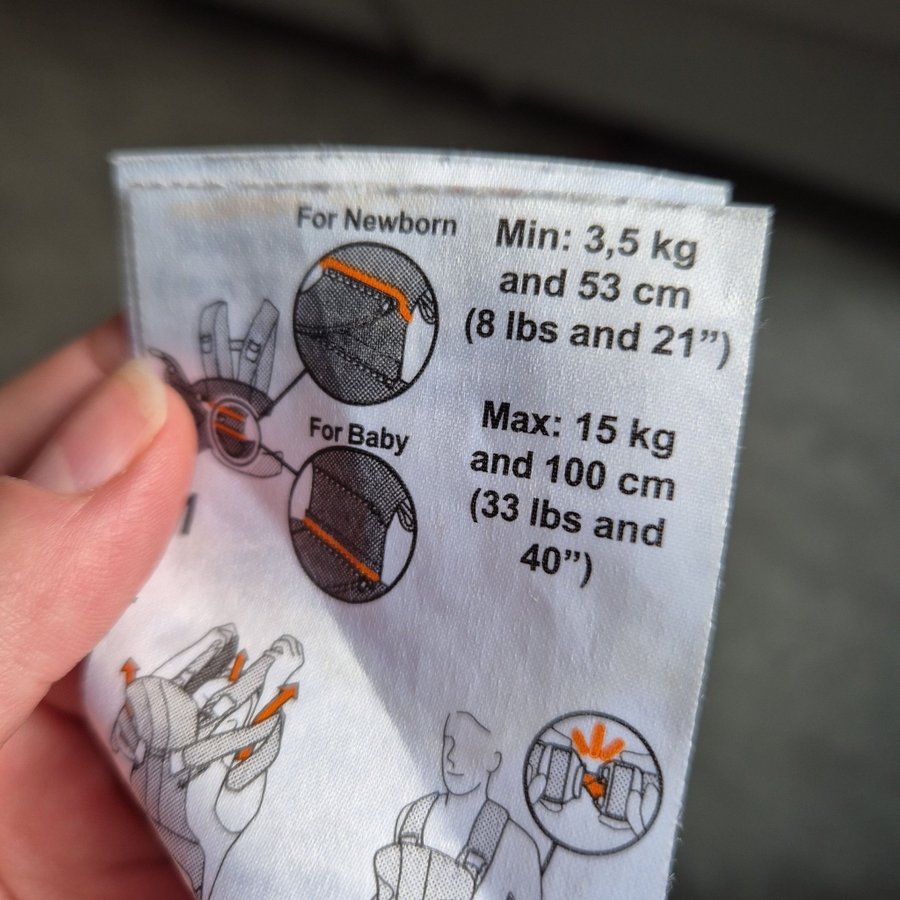 For Newborn
Min: 3,5 kg
and 53 cm
(8 lbs and 21”)
For Baby
Max: 15 kg
and 100 cm
(33 lbs and
40”)
1